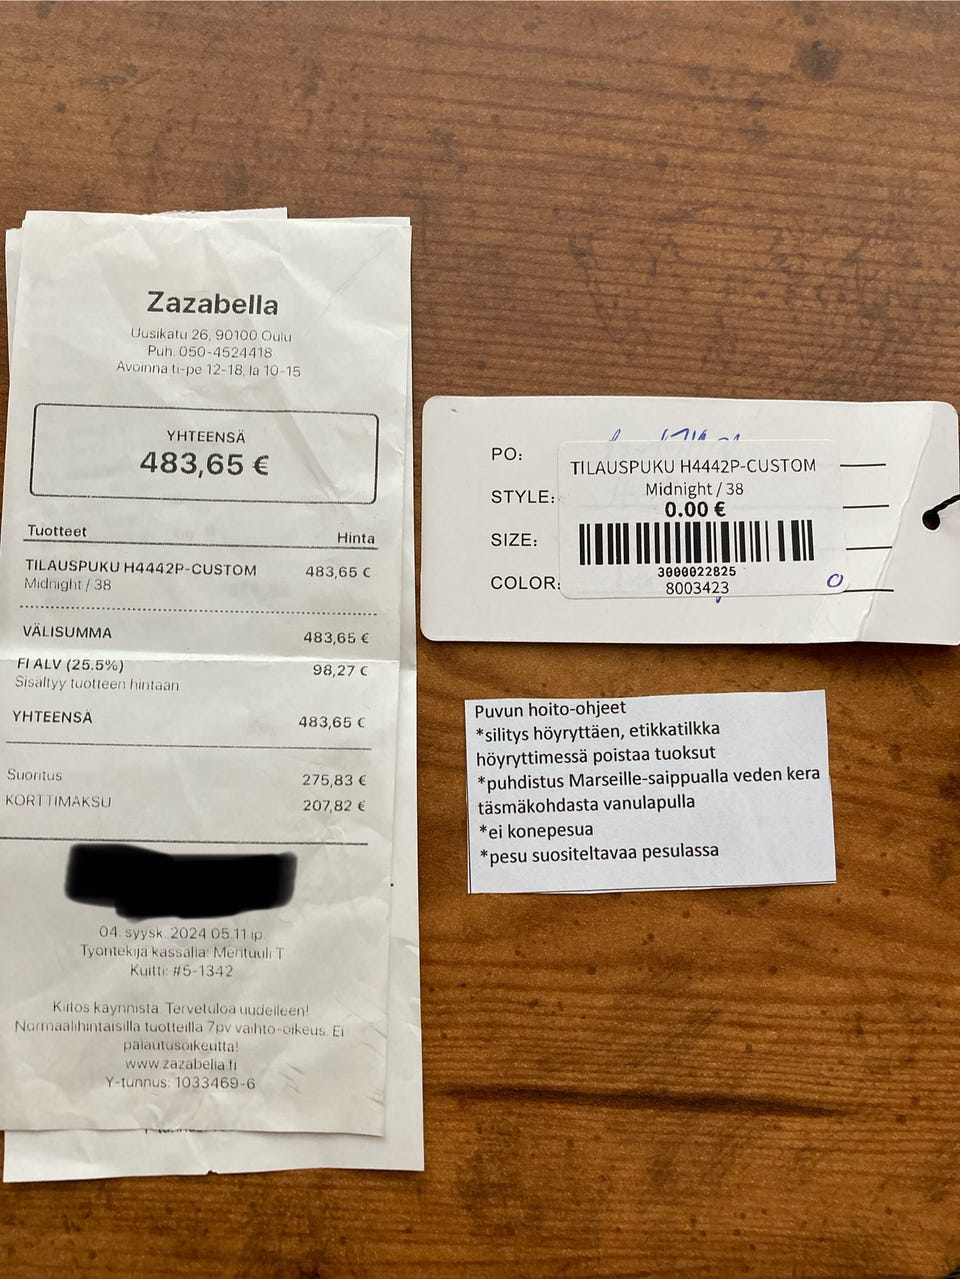 Zazabella
Uusikatu 26, 90100 Oulu
Puh. 050-4524418
Avoinna ti-pe 12-18, la 10-15
YHTEENSÄ
483,65 €
Tuotteet Hinta
TILAUSPUKU H4442P-CUSTOM 483,65 €
Midnight / 38
VÄLISUMMA 483,65 €
FI ALV (25.5%) 98,27 €
Sisältyy tuotteen hintaan
YHTEENSÄ 483,65 €
Suoritus 275,83 €
KORTTIMAKSU 207,82 €
04. syysk. 2024 05.11 ip.
Työntekijä kassalla: Merituuli T
Kuitti: #5-1342
Kiitos käynnistä. Tervetuloa uudelleen!
Normaalihintaisilla tuotteilla 7pv vaihto-oikeus. Ei
palautusoikeutta!
www.zazabella.fi
Y-tunnus: 1033469-6
PO:
STYLE:
SIZE:
COLOR:
TILAUSPUKU H4442P-CUSTOM
Midnight / 38
0.00 €
3000022825
8003423
Puvun hoito-ohjeet
*silitys höyryttäen, etikkatilkka
höyryttimessä poistaa tuoksut
*puhdistus Marseille-saippualla veden kera
täsmäkohdasta vanulapulla
*ei konepesua
*pesu suositeltavaa pesulassa